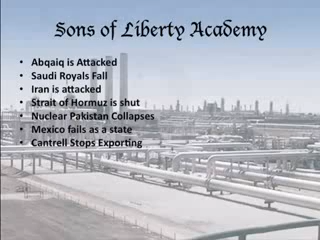 Sons of Liberty Academy
• Abqaiq is Attacked
• Saudi Royals Fall
• Iran is attacked
• Strait of Hormuz is shut
• Nuclear Pakistan Collapses
• Mexico fails as a state
• Cantrell Stops Exporting